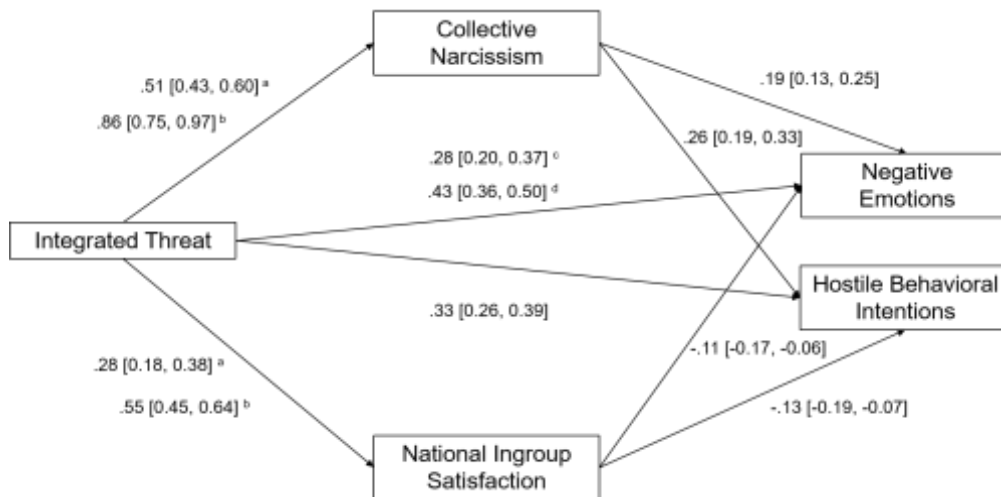 Collective
Narcissism
.51 [0.43, 0.60] ᵃ
.86 [0.75, 0.97] ᵇ
.19 [0.13, 0.25]
.26 [0.19, 0.33]
.28 [0.20, 0.37] ᶜ
.43 [0.36, 0.50] ᵈ
Negative
Emotions
Integrated Threat
Hostile Behavioral
Intentions
.33 [0.26, 0.39]
-.11 [-0.17, -0.06]
.28 [0.18, 0.38] ᵃ
.55 [0.45, 0.64] ᵇ
-.13 [-0.19, -0.07]
National Ingroup
Satisfaction